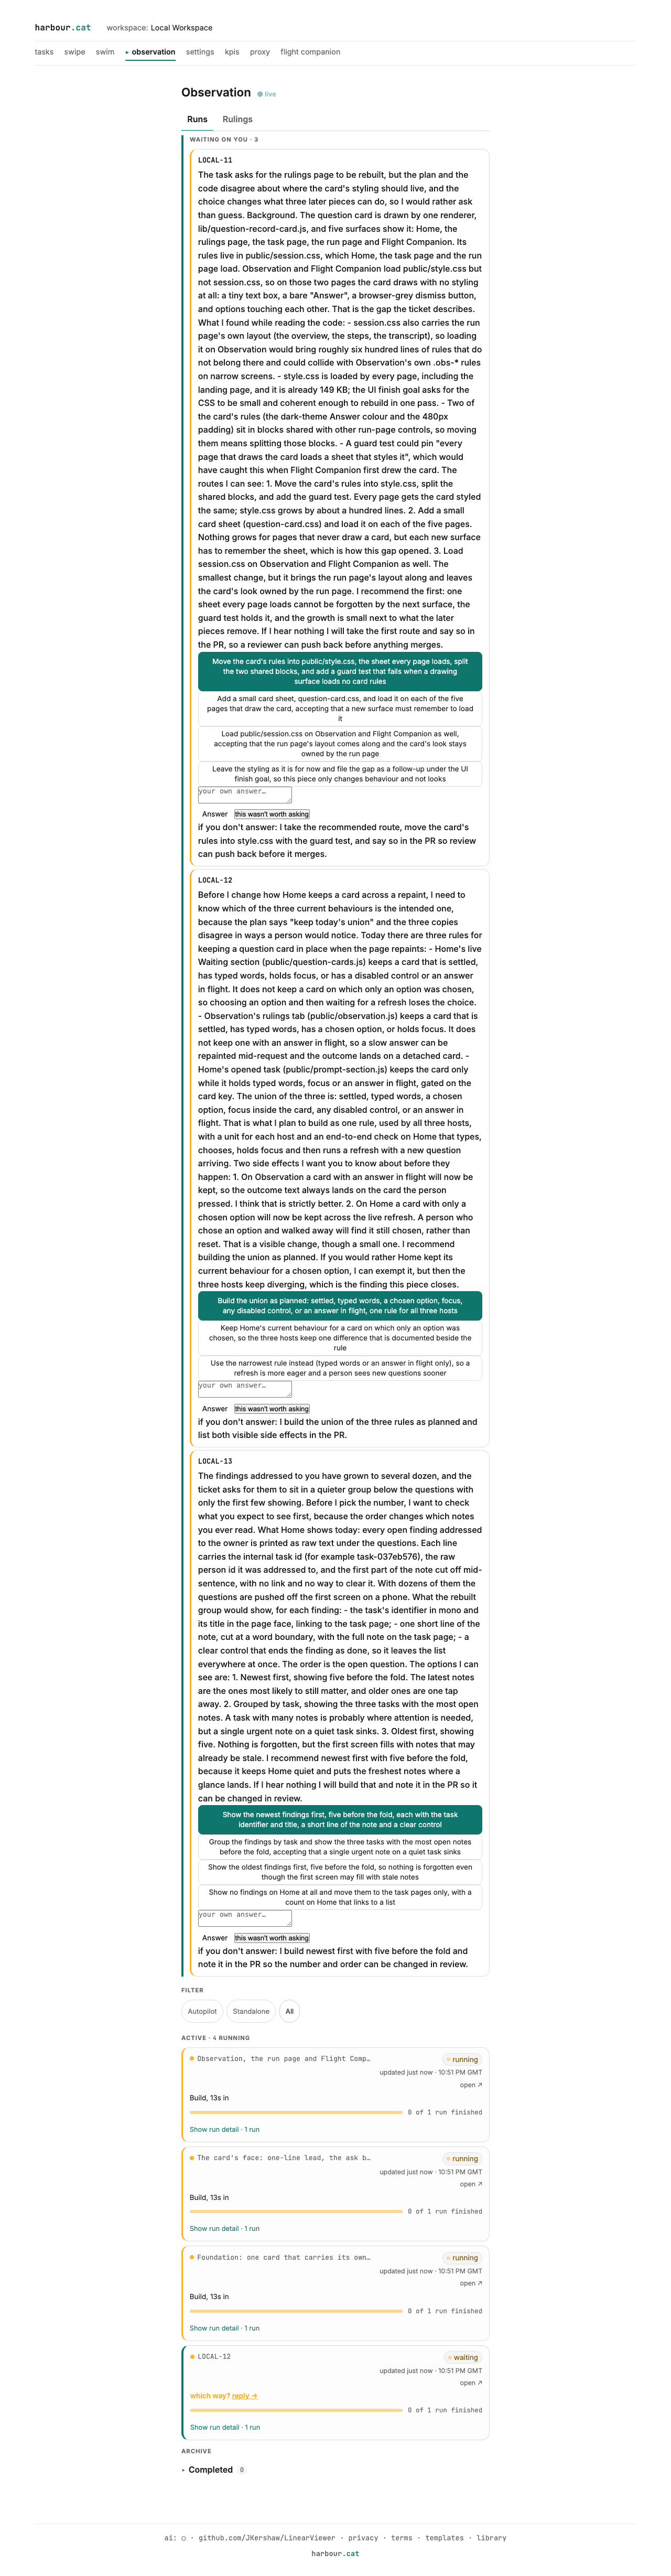 harbour.cat workspace: Local Workspace
tasks swipe swim ▸ observation settings kpis proxy flight companion
Observation live
Runs Rulings
WAITING ON YOU · 3
LOCAL-11
The task asks for the rulings page to be rebuilt, but the plan and the
code disagree about where the card's styling should live, and the
choice changes what three later pieces can do, so I would rather ask
than guess. Background. The question card is drawn by one renderer,
lib/question-record-card.js, and five surfaces show it: Home, the
rulings page, the task page, the run page and Flight Companion. Its
rules live in public/session.css, which Home, the task page and the run
page load. Observation and Flight Companion load public/style.css but
not session.css, so on those two pages the card draws with no styling
at all: a tiny text box, a bare "Answer", a browser-grey dismiss button,
and options touching each other. That is the gap the ticket describes.
What I found while reading the code: - session.css also carries the run
page's own layout (the overview, the steps, the transcript), so loading
it on Observation would bring roughly six hundred lines of rules that do
not belong there and could collide with Observation's own .obs-* rules
on narrow screens. - style.css is loaded by every page, including the
landing page, and it is already 149 KB; the UI finish goal asks for the
CSS to be small and coherent enough to rebuild in one pass. - Two of
the card's rules (the dark-theme Answer colour and the 480px
padding) sit in blocks shared with other run-page controls, so moving
them means splitting those blocks. - A guard test could pin "every
page that draws the card loads a sheet that styles it", which would
have caught this when Flight Companion first drew the card. The
routes I can see: 1. Move the card's rules into style.css, split the
shared blocks, and add the guard test. Every page gets the card styled
the same; style.css grows by about a hundred lines. 2. Add a small
card sheet (question-card.css) and load it on each of the five pages.
Nothing grows for pages that never draw a card, but each new surface
has to remember the sheet, which is how this gap opened. 3. Load
session.css on Observation and Flight Companion as well. The
smallest change, but it brings the run page's layout along and leaves
the card's look owned by the run page. I recommend the first: one
sheet every page loads cannot be forgotten by the next surface, the
guard test holds it, and the growth is small next to what the later
pieces remove. If I hear nothing I will take the first route and say so in
the PR, so a reviewer can push back before anything merges.
Move the card's rules into public/style.css, the sheet every page loads, split
the two shared blocks, and add a guard test that fails when a drawing
surface loads no card rules
Add a small card sheet, question-card.css, and load it on each of the five
pages that draw the card, accepting that a new surface must remember to load
it
Load public/session.css on Observation and Flight Companion as well,
accepting that the run page's layout comes along and the card's look stays
owned by the run page
Leave the styling as it is for now and file the gap as a follow-up under the UI
finish goal, so this piece only changes behaviour and not looks
your own answer…
Answer this wasn't worth asking
if you don't answer: I take the recommended route, move the card's
rules into style.css with the guard test, and say so in the PR so review
can push back before it merges.
LOCAL-12
Before I change how Home keeps a card across a repaint, I need to
know which of the three current behaviours is the intended one,
because the plan says "keep today's union" and the three copies
disagree in ways a person would notice. Today there are three rules for
keeping a question card in place when the page repaints: - Home's live
Waiting section (public/question-cards.js) keeps a card that is settled,
has typed words, holds focus, or has a disabled control or an answer
in flight. It does not keep a card on which only an option was chosen,
so choosing an option and then waiting for a refresh loses the choice.
- Observation's rulings tab (public/observation.js) keeps a card that is
settled, has typed words, has a chosen option, or holds focus. It does
not keep one with an answer in flight, so a slow answer can be
repainted mid-request and the outcome lands on a detached card. -
Home's opened task (public/prompt-section.js) keeps the card only
while it holds typed words, focus or an answer in flight, gated on the
card key. The union of the three is: settled, typed words, a chosen
option, focus inside the card, any disabled control, or an answer in
flight. That is what I plan to build as one rule, used by all three hosts,
with a unit for each host and an end-to-end check on Home that types,
chooses, holds focus and then runs a refresh with a new question
arriving. Two side effects I want you to know about before they
happen: 1. On Observation a card with an answer in flight will now be
kept, so the outcome text always lands on the card the person
pressed. I think that is strictly better. 2. On Home a card with only a
chosen option will now be kept across the live refresh. A person who
chose an option and walked away will find it still chosen, rather than
reset. That is a visible change, though a small one. I recommend
building the union as planned. If you would rather Home kept its
current behaviour for a chosen option, I can exempt it, but then the
three hosts keep diverging, which is the finding this piece closes.
Build the union as planned: settled, typed words, a chosen option, focus,
any disabled control, or an answer in flight, one rule for all three hosts
Keep Home's current behaviour for a card on which only an option was
chosen, so the three hosts keep one difference that is documented beside the
rule
Use the narrowest rule instead (typed words or an answer in flight only), so a
refresh is more eager and a person sees new questions sooner
your own answer…
Answer this wasn't worth asking
if you don't answer: I build the union of the three rules as planned and
list both visible side effects in the PR.
LOCAL-13
The findings addressed to you have grown to several dozen, and the
ticket asks for them to sit in a quieter group below the questions with
only the first few showing. Before I pick the number, I want to check
what you expect to see first, because the order changes which notes
you ever read. What Home shows today: every open finding addressed
to the owner is printed as raw text under the questions. Each line
carries the internal task id (for example task-037eb576), the raw
person id it was addressed to, and the first part of the note cut off mid-
sentence, with no link and no way to clear it. With dozens of them the
questions are pushed off the first screen on a phone. What the rebuilt
group would show, for each finding: - the task's identifier in mono and
its title in the page face, linking to the task page; - one short line of the
note, cut at a word boundary, with the full note on the task page; - a
clear control that ends the finding as done, so it leaves the list
everywhere at once. The order is the open question. The options I can
see are: 1. Newest first, showing five before the fold. The latest notes
are the ones most likely to still matter, and older ones are one tap
away. 2. Grouped by task, showing the three tasks with the most open
notes. A task with many notes is probably where attention is needed,
but a single urgent note on a quiet task sinks. 3. Oldest first, showing
five. Nothing is forgotten, but the first screen fills with notes that may
already be stale. I recommend newest first with five before the fold,
because it keeps Home quiet and puts the freshest notes where a
glance lands. If I hear nothing I will build that and note it in the PR so it
can be changed in review.
Show the newest findings first, five before the fold, each with the task
identifier and title, a short line of the note and a clear control
Group the findings by task and show the three tasks with the most open notes
before the fold, accepting that a single urgent note on a quiet task sinks
Show the oldest findings first, five before the fold, so nothing is forgotten even
though the first screen may fill with stale notes
Show no findings on Home at all and move them to the task pages only, with a
count on Home that links to a list
your own answer…
Answer this wasn't worth asking
if you don't answer: I build newest first with five before the fold and
note it in the PR so the number and order can be changed in review.
FILTER
Autopilot Standalone All
ACTIVE · 4 RUNNING
Observation, the run page and Flight Comp… running
updated just now · 10:51 PM GMT
open ↗
Build, 13s in
0 of 1 run finished
Show run detail · 1 run
The card's face: one-line lead, the ask b… running
updated just now · 10:51 PM GMT
open ↗
Build, 13s in
0 of 1 run finished
Show run detail · 1 run
Foundation: one card that carries its own… running
updated just now · 10:51 PM GMT
open ↗
Build, 13s in
0 of 1 run finished
Show run detail · 1 run
LOCAL-12 waiting
updated just now · 10:51 PM GMT
open ↗
which way? reply →
0 of 1 run finished
Show run detail · 1 run
ARCHIVE
▸ Completed 0
ai: ○ · github.com/JKershaw/LinearViewer · privacy · terms · templates · library
harbour.cat